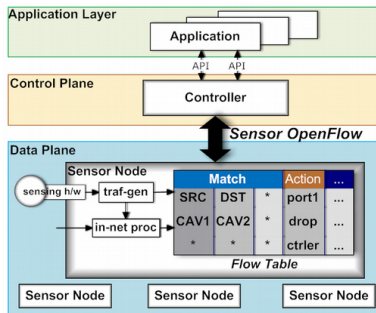 Application Layer
Application
API API
Control Plane
Controller
Sensor OpenFlow
Data Plane
Sensor Node
sensing h/w
traf-gen
in-net proc
Match Action ...
SRC DST * port1 ...
CAV1 CAV2 * drop ...
* * * ctrler ...
Flow Table
Sensor Node Sensor Node Sensor Node